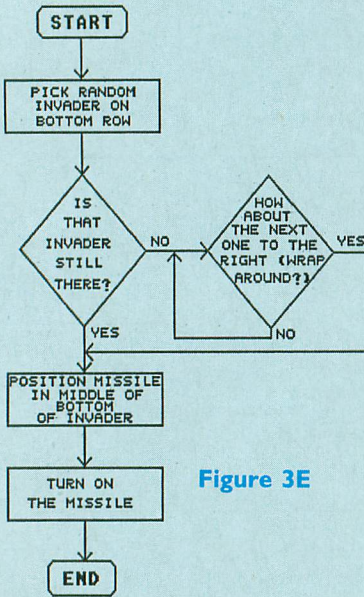 START
PICK RANDOM
INVADER ON
BOTTOM ROW
IS
THAT
INVADER
STILL
THERE?
NO
HOW
ABOUT
THE NEXT
ONE TO THE
RIGHT (WRAP
AROUND?)
YES
NO
YES
POSITION MISSILE
IN MIDDLE OF
BOTTOM
OF INVADER
TURN ON
THE MISSILE
Figure 3E
END